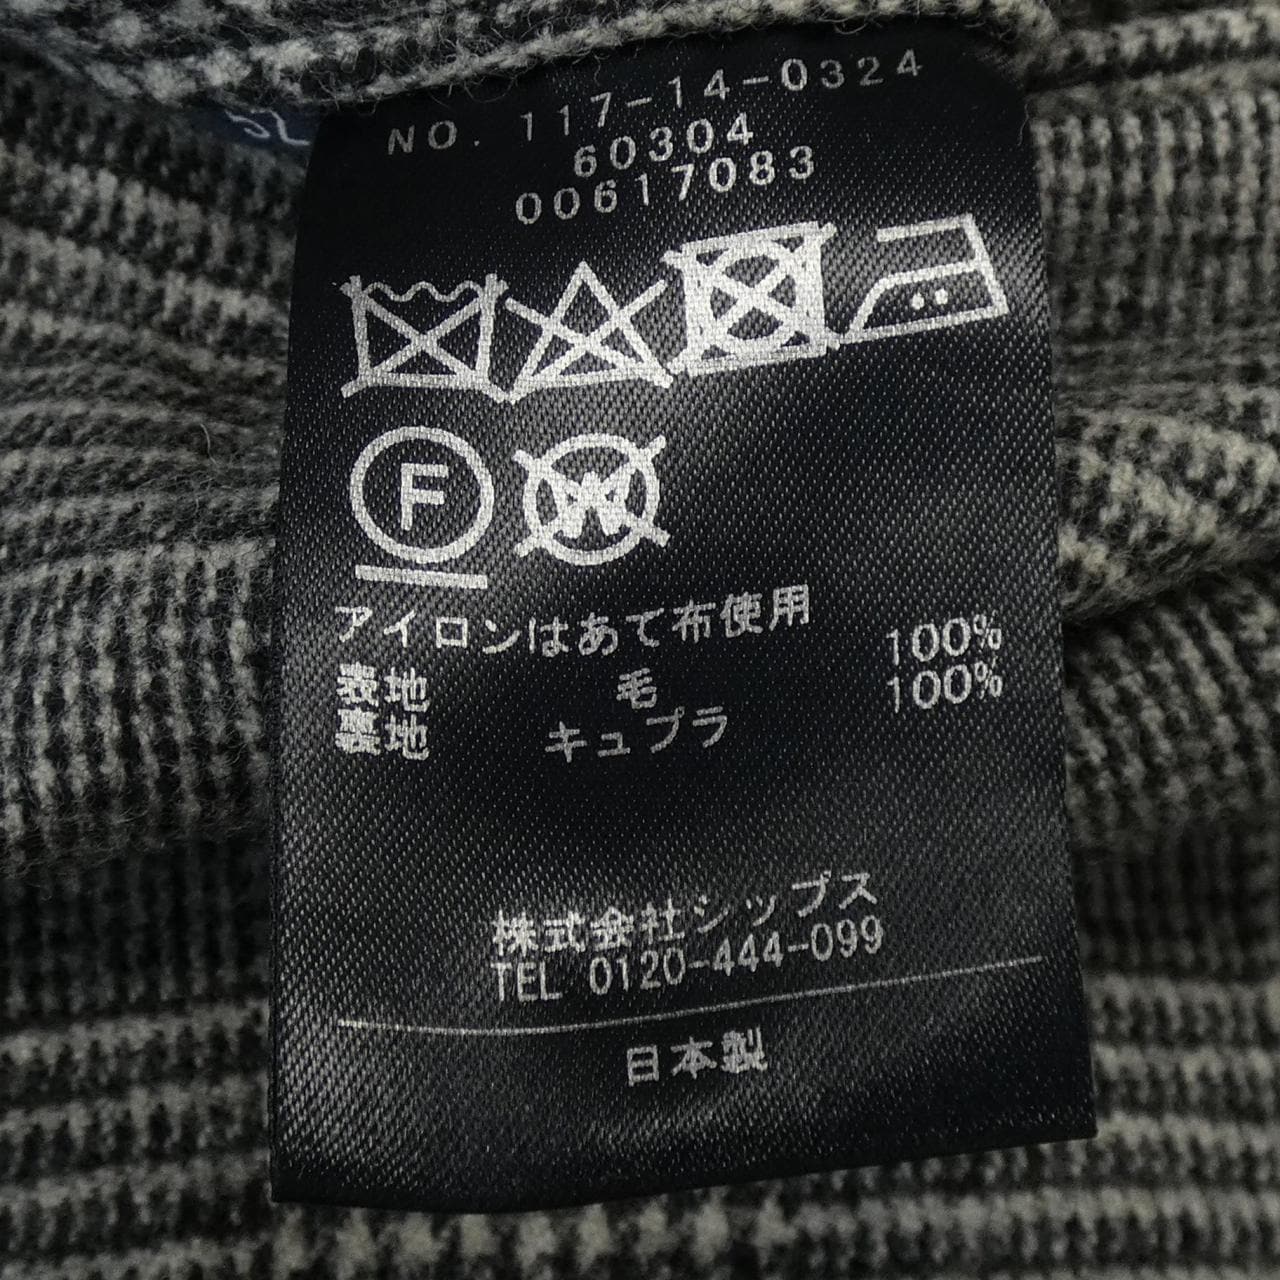 NO. 117-14-0324
60304
00617083
F
W
アイロンはあて布使用
表地 毛 100%
裏地 キュプラ 100%
株式会社シップス
TEL 0120-444-099
日本製